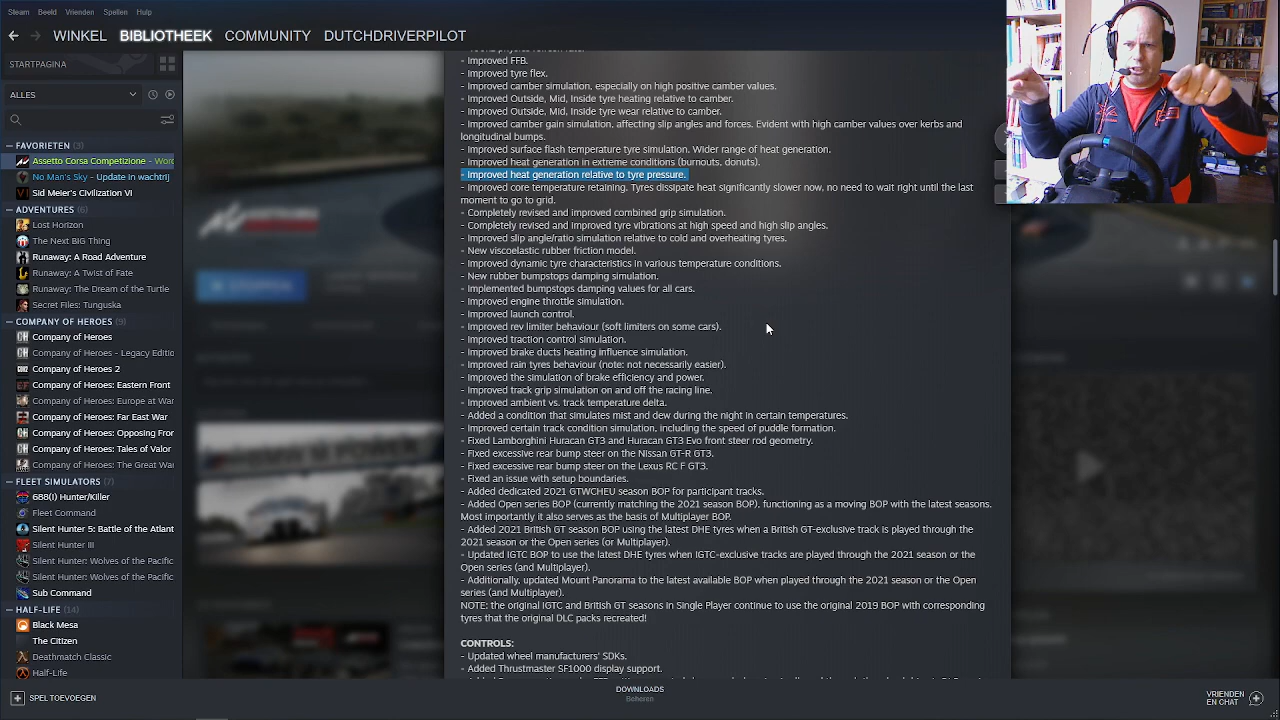 Steam Beeld Vrienden Spellen Hulp
WINKEL BIBLIOTHEEK COMMUNITY DUTCHDRIVERPILOT
STARTPAGINA
ALLES
FAVORIETEN (3)
Assetto Corsa Competizione - Word
No Man's Sky - Update in wachtrij
Sid Meier's Civilization VI
ADVENTURES (6)
Lost Horizon
The Next BIG Thing
Runaway: A Road Adventure
Runaway: A Twist of Fate
Runaway: The Dream of the Turtle
Secret Files: Tunguska
COMPANY OF HEROES (9)
Company of Heroes
Company of Heroes - Legacy Editio
Company of Heroes 2
Company of Heroes: Eastern Front
Company of Heroes: Europe at War
Company of Heroes: Far East War
Company of Heroes: Opposing Fron
Company of Heroes: Tales of Valor
Company of Heroes: The Great War
FLEET SIMULATORS (7)
688(I) Hunter/Killer
Fleet Command
Silent Hunter 5: Battle of the Atlant
Silent Hunter III
Silent Hunter: Wolves of the Pacific
Silent Hunter: Wolves of the Pacific
Sub Command
HALF-LIFE (14)
Black Mesa
The Citizen
Deathmatch Classic
Half-Life
SPEL TOEVOEGEN
- Improved FFB.
- Improved tyre flex.
- Improved camber simulation, especially on high positive camber values.
- Improved Outside, Mid, Inside tyre heating relative to camber.
- Improved Outside, Mid, Inside tyre wear relative to camber.
- Improved camber gain simulation, affecting slip angles and forces. Evident with high camber values over kerbs and
longitudinal bumps.
- Improved surface flash temperature tyre simulation. Wider range of heat generation.
- Improved heat generation in extreme conditions (burnouts, donuts).
- Improved heat generation relative to tyre pressure.
- Improved core temperature retaining. Tyres dissipate heat significantly slower now, no need to wait right until the last
moment to go to grid.
- Completely revised and improved combined grip simulation.
- Completely revised and improved tyre vibrations at high speed and high slip angles.
- Improved slip angle/ratio simulation relative to cold and overheating tyres.
- New viscoelastic rubber friction model.
- Improved dynamic tyre characteristics in various temperature conditions.
- New rubber bumpstops damping simulation.
- Implemented bumpstops damping values for all cars.
- Improved engine throttle simulation.
- Improved launch control.
- Improved rev limiter behaviour (soft limiters on some cars).
- Improved traction control simulation.
- Improved brake ducts heating influence simulation.
- Improved rain tyres behaviour (note: not necessarily easier).
- Improved the simulation of brake efficiency and power.
- Improved track grip simulation on and off the racing line.
- Improved ambient vs. track temperature delta.
- Added a condition that simulates mist and dew during the night in certain temperatures.
- Improved certain track condition simulation, including the speed of puddle formation.
- Fixed Lamborghini Huracan GT3 and Huracan GT3 Evo front steer rod geometry.
- Fixed excessive rear bump steer on the Nissan GT-R GT3.
- Fixed excessive rear bump steer on the Lexus RC F GT3.
- Fixed an issue with setup boundaries.
- Added dedicated 2021 GTWCHEU season BOP for participant tracks.
- Added Open series BOP (currently matching the 2021 season BOP), functioning as a moving BOP with the latest seasons.
Most importantly it also serves as the basis of Multiplayer BOP.
- Added 2021 British GT season BOP using the latest DHE tyres when a British GT-exclusive track is played through the
2021 season or the Open series (or Multiplayer).
- Updated IGTC BOP to use the latest DHE tyres when IGTC-exclusive tracks are played through the 2021 season or the
Open series (and Multiplayer).
- Additionally, updated Mount Panorama to the latest available BOP when played through the 2021 season or the Open
series (and Multiplayer).
NOTE: the original IGTC and British GT seasons in Single Player continue to use the original 2019 BOP with corresponding
tyres that the original DLC packs recreated!
CONTROLS:
- Updated wheel manufacturers' SDKs.
- Added Thrustmaster SF1000 display support.
DOWNLOADS
Beheren
VRIENDEN
EN CHAT